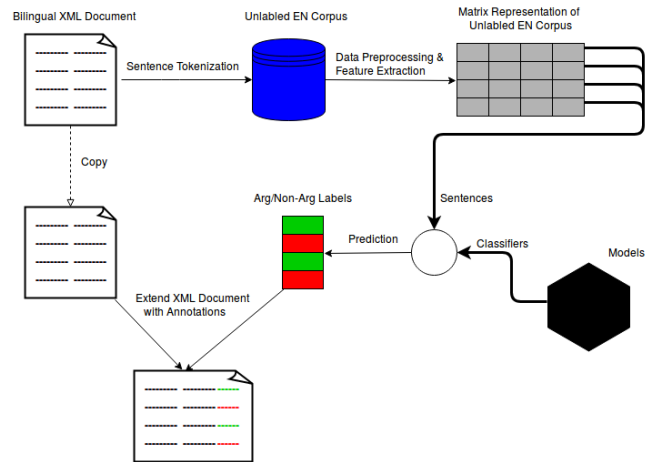 Bilingual XML Document
Unlabled EN Corpus
Matrix Representation of
Unlabled EN Corpus
Sentence Tokenization
Data Preprocessing &
Feature Extraction
Copy
Arg/Non-Arg Labels
Sentences
Prediction
Classifiers
Models
Extend XML Document
with Annotations